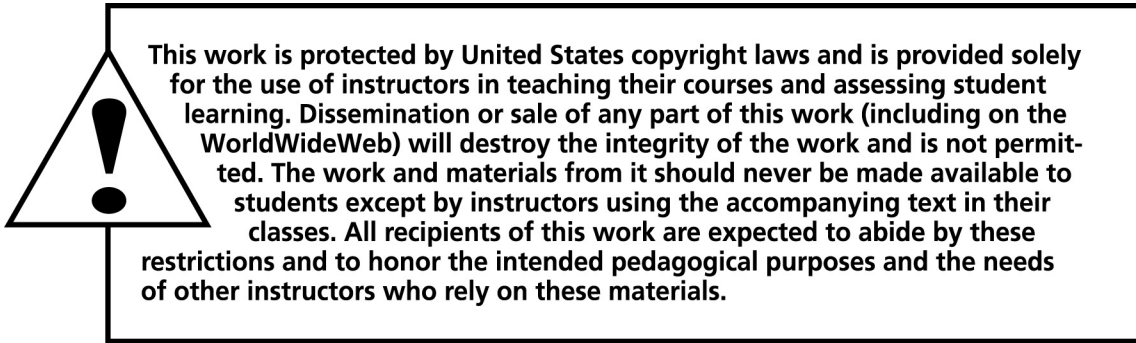 This work is protected by United States copyright laws and is provided solely
for the use of instructors in teaching their courses and assessing student
learning. Dissemination or sale of any part of this work (including on the
WorldWideWeb) will destroy the integrity of the work and is not permit-
ted. The work and materials from it should never be made available to
students except by instructors using the accompanying text in their
classes. All recipients of this work are expected to abide by these
restrictions and to honor the intended pedagogical purposes and the needs
of other instructors who rely on these materials.